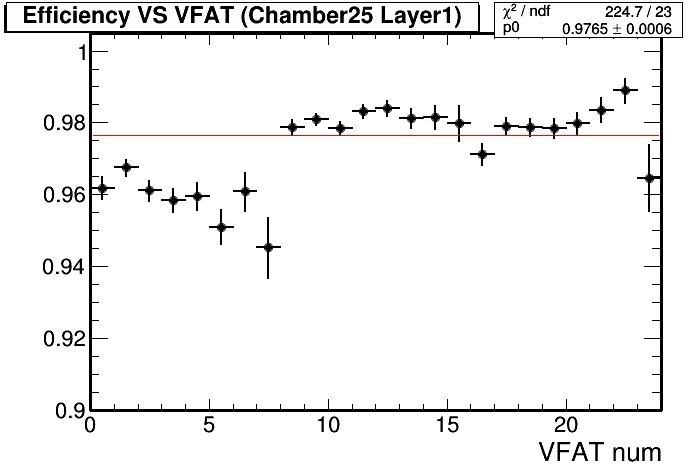 Efficiency VS VFAT (Chamber25 Layer1)
χ² / ndf 224.7 / 23
p0 0.9765 ± 0.0006
1
0.98
0.96
0.94
0.92
0.9
0 5 10 15 20
VFAT num